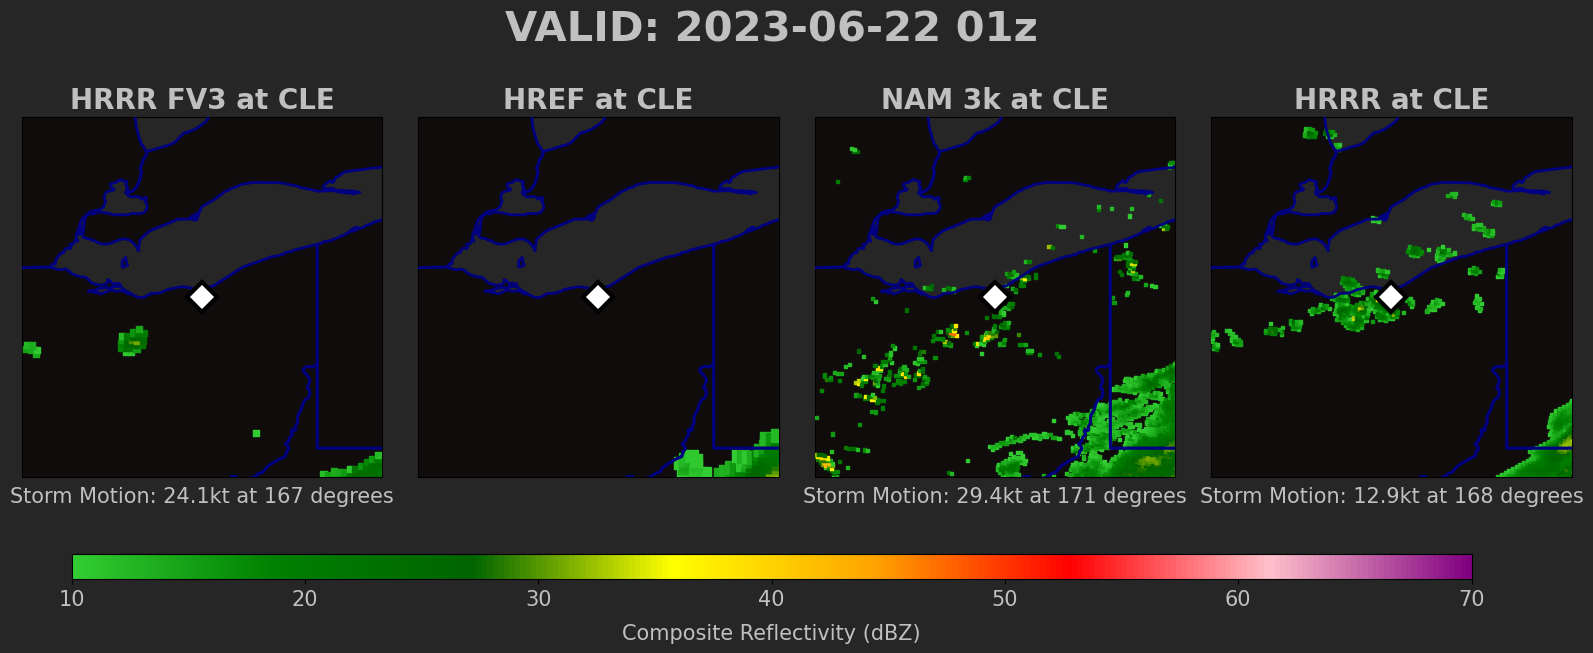 VALID: 2023-06-22 01z
HRRR FV3 at CLE
HREF at CLE
NAM 3k at CLE
HRRR at CLE
Storm Motion: 24.1kt at 167 degrees
Storm Motion: 29.4kt at 171 degrees
Storm Motion: 12.9kt at 168 degrees
10 20 30 40 50 60 70
Composite Reflectivity (dBZ)